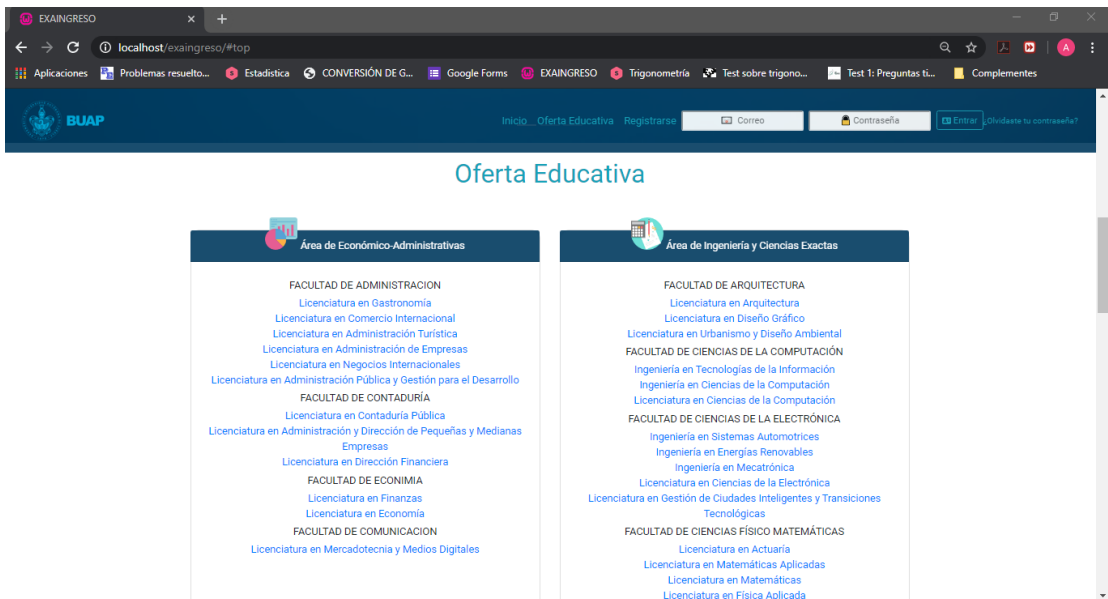 EXAINGRESO
localhost/exaingreso/#top
A
Aplicaciones Problemas resuelto... Estadistica CONVERSIÓN DE G... Google Forms EXAINGRESO Trigonometría Test sobre trigono... Test 1: Preguntas ti... Complementes
BUAP
Inicio Oferta Educativa Registrarse Correo Contraseña Entrar ¿Olvidaste tu contraseña?
Oferta Educativa
Área de Económico-Administrativas
FACULTAD DE ADMINISTRACION
Licenciatura en Gastronomía
Licenciatura en Comercio Internacional
Licenciatura en Administración Turística
Licenciatura en Administración de Empresas
Licenciatura en Negocios Internacionales
Licenciatura en Administración Pública y Gestión para el Desarrollo
FACULTAD DE CONTADURÍA
Licenciatura en Contaduría Pública
Licenciatura en Administración y Dirección de Pequeñas y Medianas
Empresas
Licenciatura en Dirección Financiera
FACULTAD DE ECONIMIA
Licenciatura en Finanzas
Licenciatura en Economía
FACULTAD DE COMUNICACION
Licenciatura en Mercadotecnia y Medios Digitales
Área de Ingeniería y Ciencias Exactas
FACULTAD DE ARQUITECTURA
Licenciatura en Arquitectura
Licenciatura en Diseño Gráfico
Licenciatura en Urbanismo y Diseño Ambiental
FACULTAD DE CIENCIAS DE LA COMPUTACIÓN
Ingeniería en Tecnologías de la Información
Ingeniería en Ciencias de la Computación
Licenciatura en Ciencias de la Computación
FACULTAD DE CIENCIAS DE LA ELECTRÓNICA
Ingeniería en Sistemas Automotrices
Ingeniería en Energías Renovables
Ingeniería en Mecatrónica
Licenciatura en Ciencias de la Electrónica
Licenciatura en Gestión de Ciudades Inteligentes y Transiciones
Tecnológicas
FACULTAD DE CIENCIAS FÍSICO MATEMÁTICAS
Licenciatura en Actuaría
Licenciatura en Matemáticas Aplicadas
Licenciatura en Matemáticas
Licenciatura en Física Aplicada